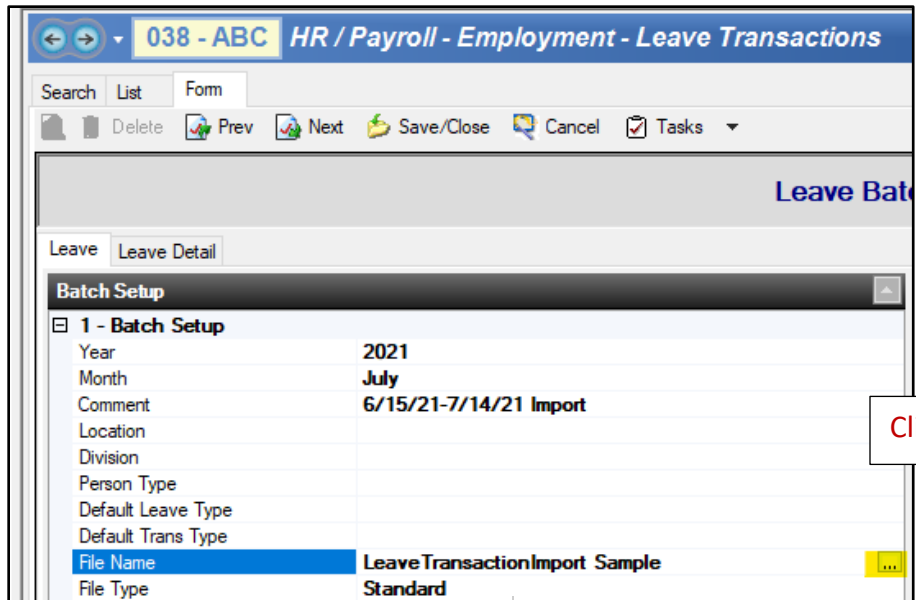 038 - ABC HR / Payroll - Employment - Leave Transactions
Search List Form
Delete Prev Next Save/Close Cancel Tasks
Leave Bat
Leave Leave Detail
Batch Setup
1 - Batch Setup
Year 2021
Month July
Comment 6/15/21-7/14/21 Import
Location
Division
Person Type
Default Leave Type
Default Trans Type
File Name LeaveTransactionImport Sample ...
File Type Standard
Cl